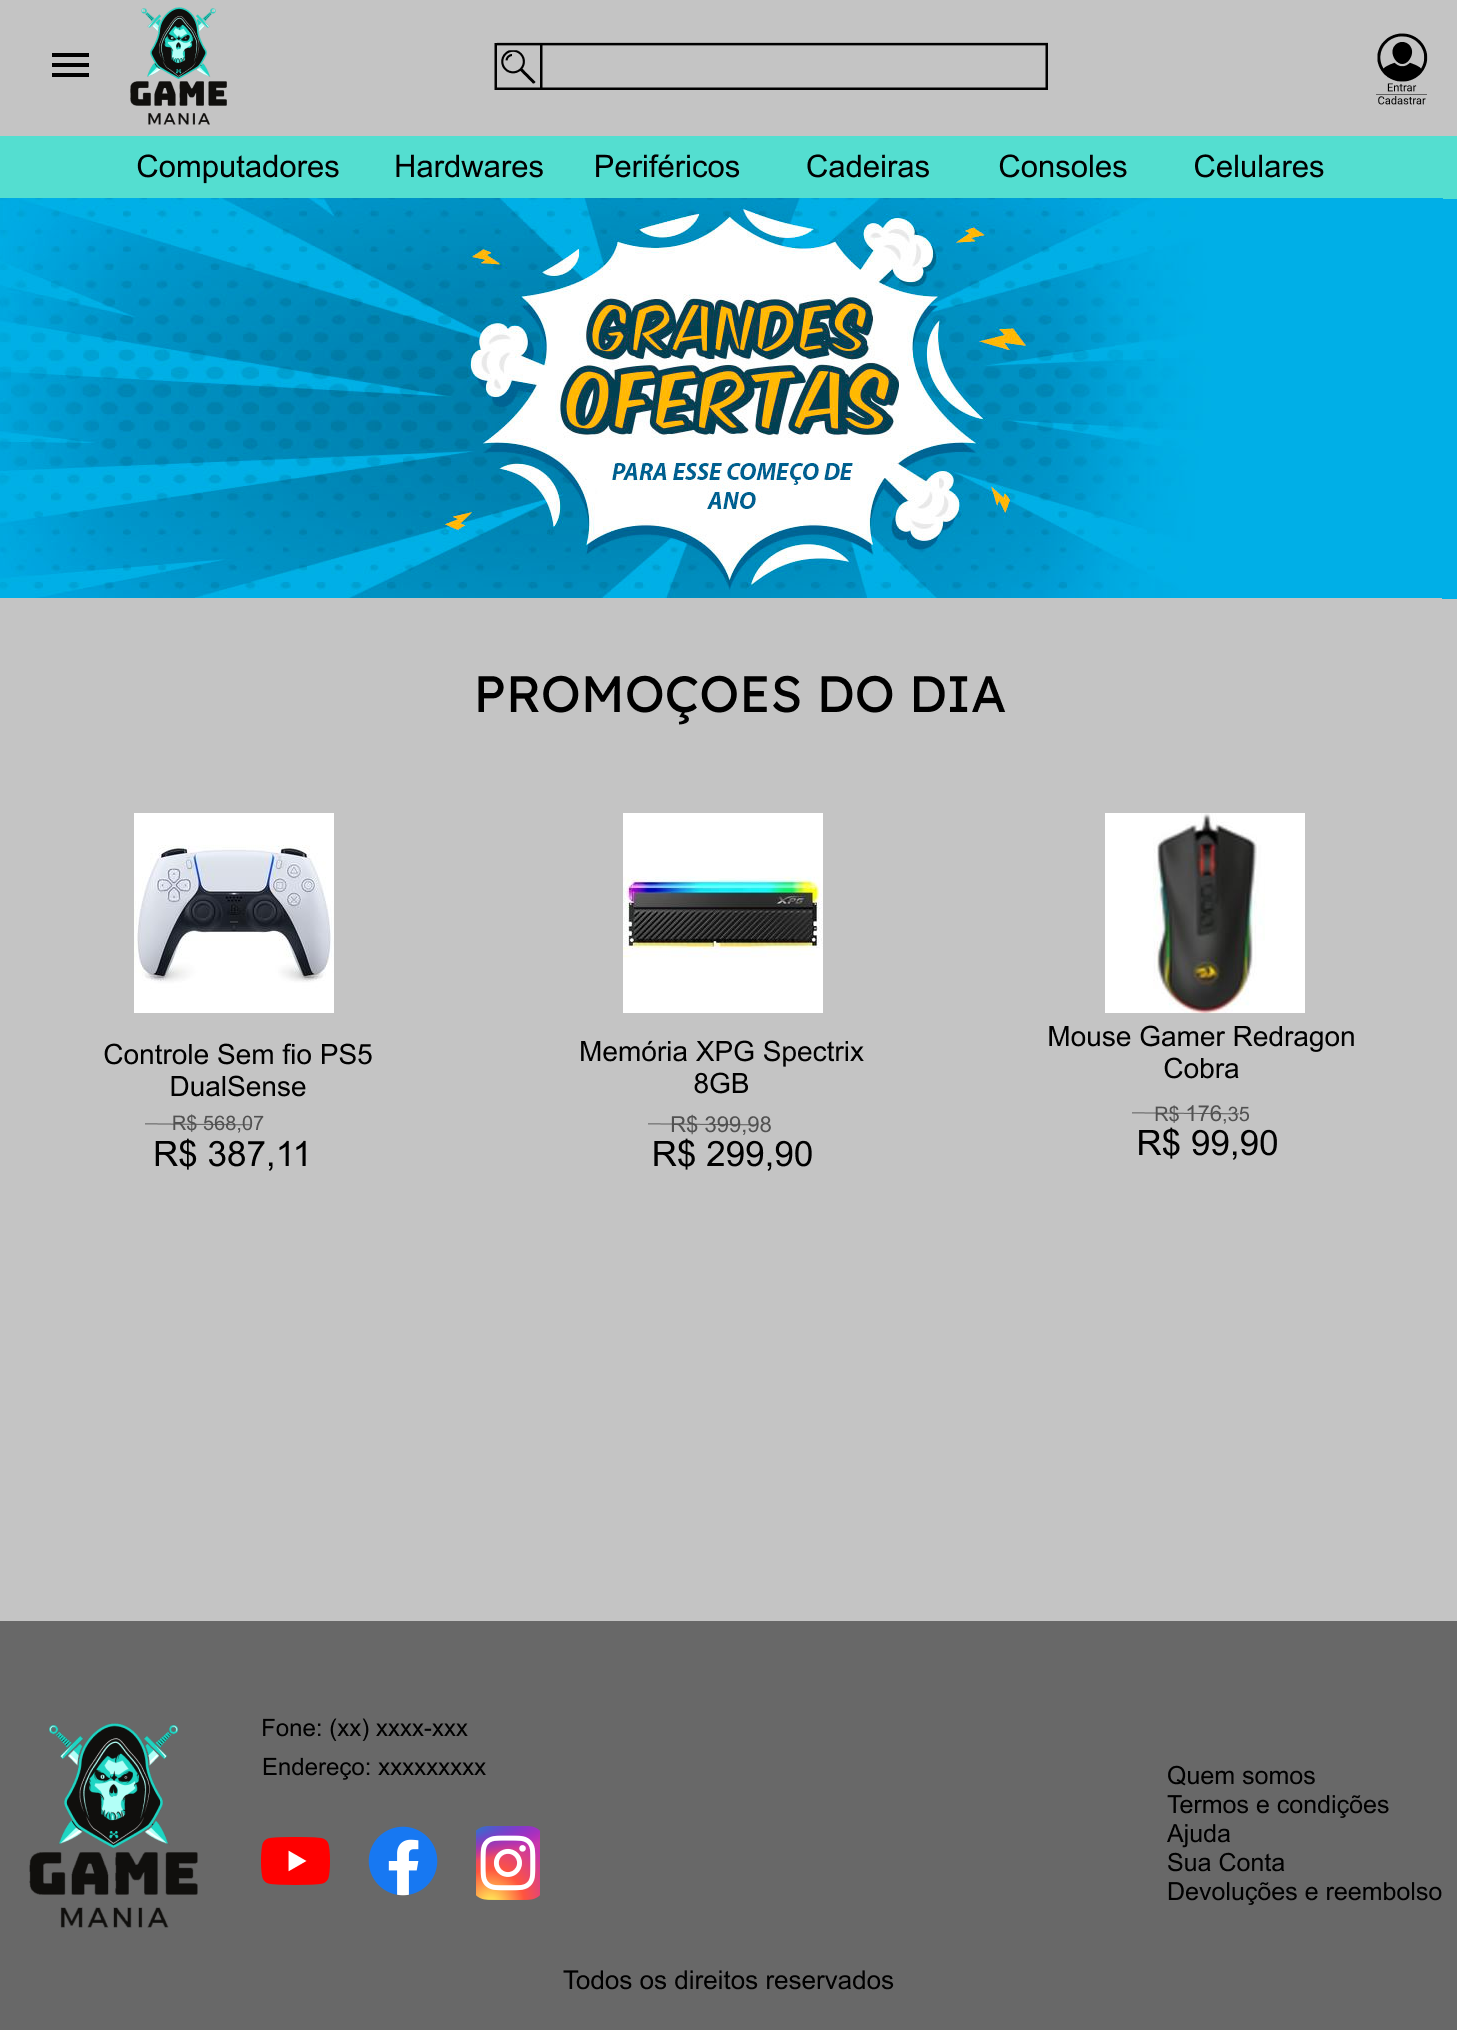 GAME
MANIA
Entrar
Cadastrar
Computadores Hardwares Periféricos Cadeiras Consoles Celulares
GRANDES
OFERTAS
PARA ESSE COMEÇO DE
ANO
PROMOÇOES DO DIA
XPG
Controle Sem fio PS5
DualSense
R$ 568,07
R$ 387,11
Memória XPG Spectrix
8GB
R$ 399,98
R$ 299,90
Mouse Gamer Redragon
Cobra
R$ 176,35
R$ 99,90
GAME
MANIA
Fone: (xx) xxxx-xxx
Endereço: xxxxxxxxx
Quem somos
Termos e condições
Ajuda
Sua Conta
Devoluções e reembolso
Todos os direitos reservados